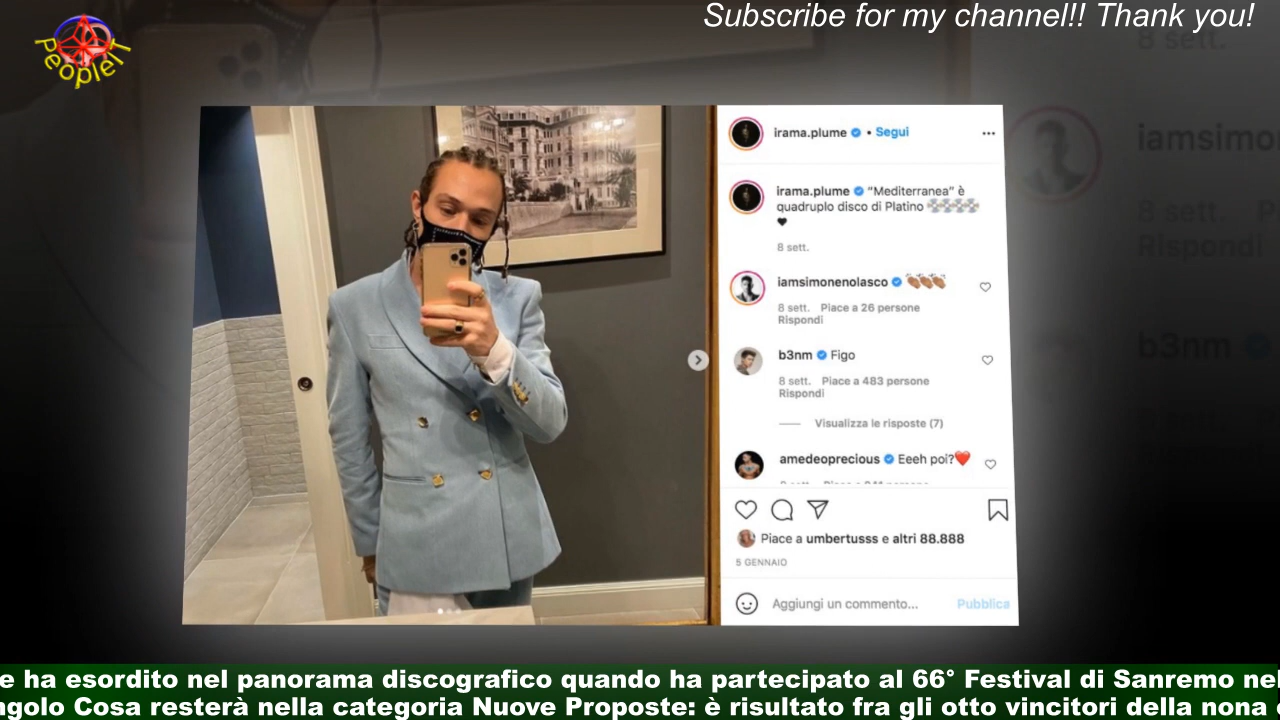 Subscribe for my channel!! Thank you!
PeopleIT
8 sett.
irama.plume • Segui
irama.plume "Mediterranea" è
quadruplo disco di Platino 💿💿💿💿
🖤
8 sett.
iamsimonenolasco 👏🏽👏🏽👏🏽
8 sett. Piace a 26 persone
Rispondi
b3nm Figo
8 sett. Piace a 483 persone
Rispondi
Visualizza le risposte (7)
amedeoprecious Eeeh poi?❤️
Piace a umbertusss e altri 88.888
5 GENNAIO
Aggiungi un commento... Pubblica
iamsimo
8 sett. P
Rispondi
b3nm
e ha esordito nel panorama discografico quando ha partecipato al 66° Festival di Sanremo nel
ngolo Cosa resterà nella categoria Nuove Proposte: è risultato fra gli otto vincitori della nona